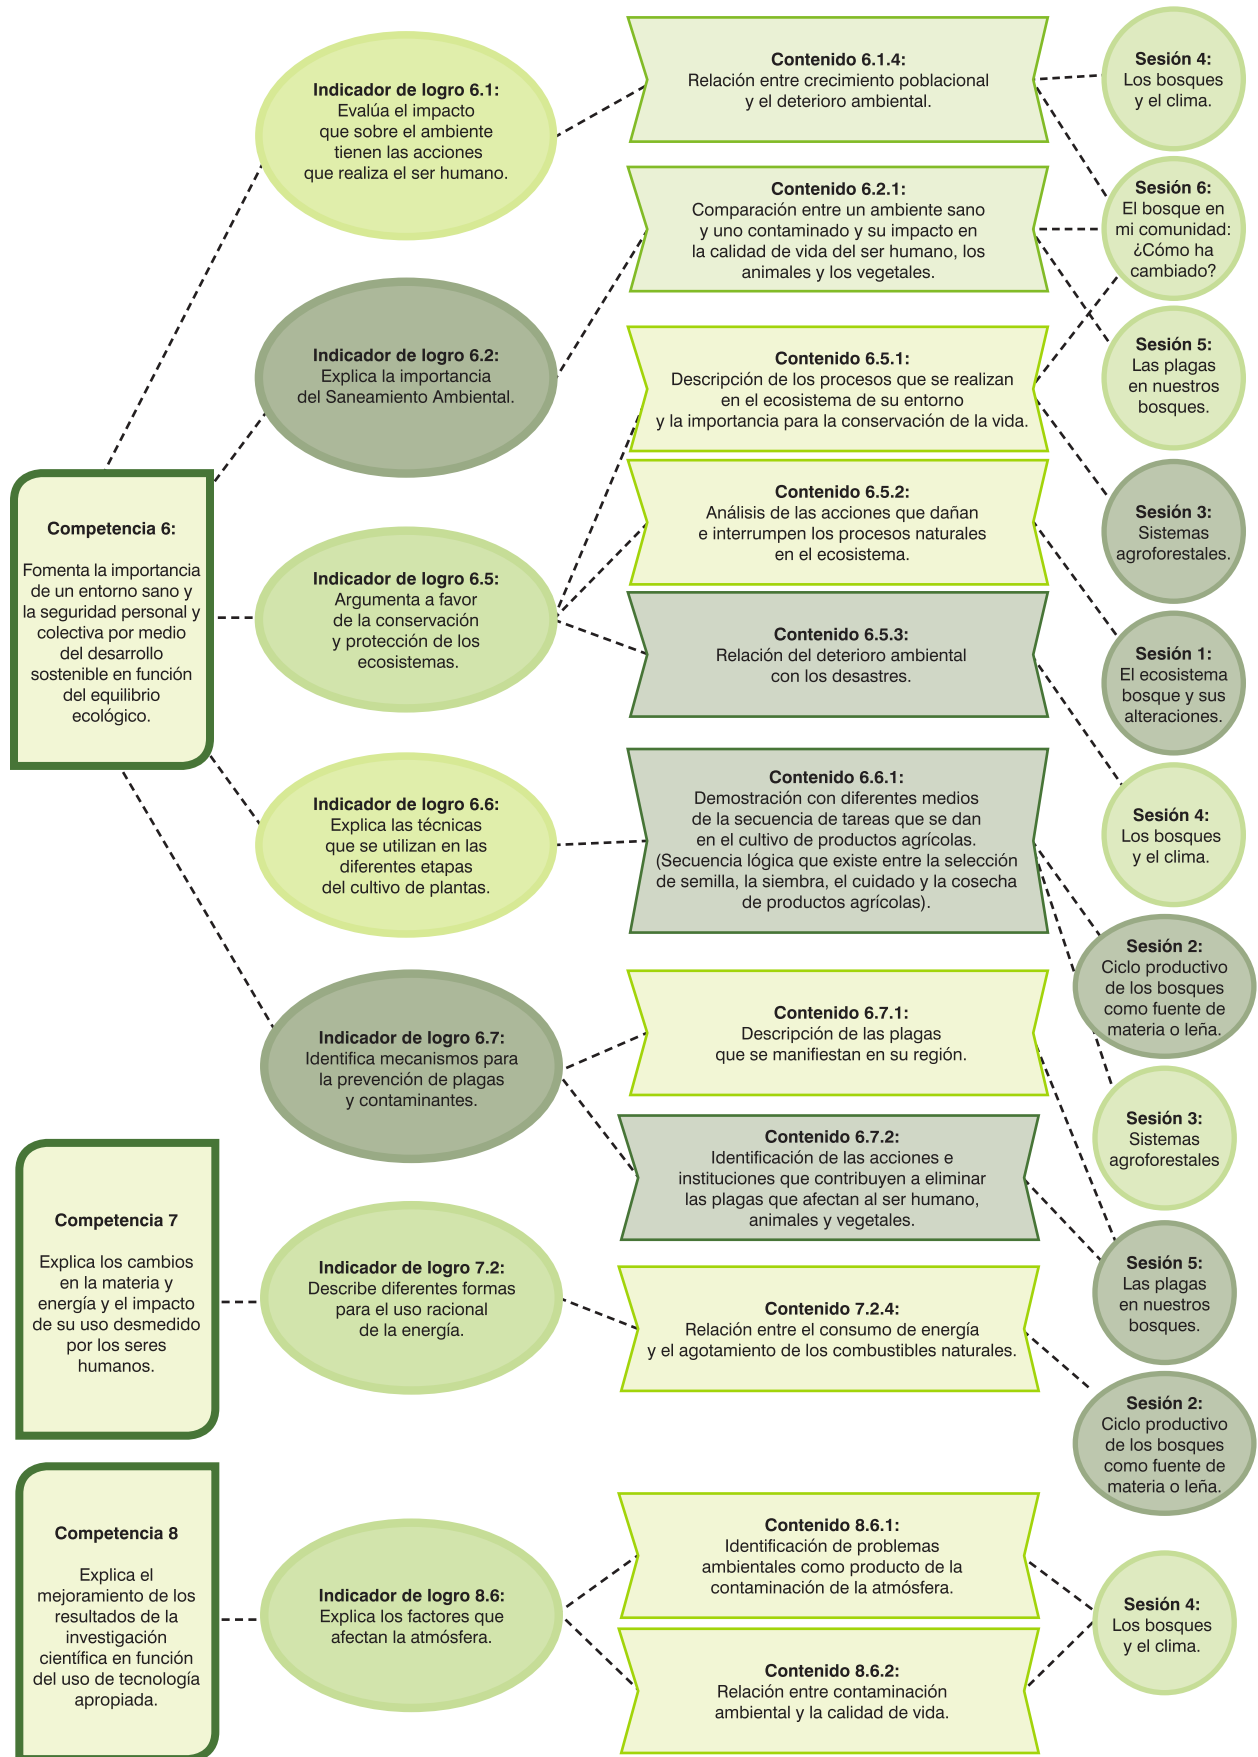 Competencia 6:
Fomenta la importancia
de un entorno sano y
la seguridad personal y
colectiva por medio
del desarrollo
sostenible en función
del equilibrio
ecológico.
Indicador de logro 6.1:
Evalúa el impacto
que sobre el ambiente
tienen las acciones
que realiza el ser humano.
Indicador de logro 6.2:
Explica la importancia
del Saneamiento Ambiental.
Indicador de logro 6.5:
Argumenta a favor
de la conservación
y protección de los
ecosistemas.
Indicador de logro 6.6:
Explica las técnicas
que se utilizan en las
diferentes etapas
del cultivo de plantas.
Indicador de logro 6.7:
Identifica mecanismos para
la prevención de plagas
y contaminantes.
Contenido 6.1.4:
Relación entre crecimiento poblacional
y el deterioro ambiental.
Contenido 6.2.1:
Comparación entre un ambiente sano
y uno contaminado y su impacto en
la calidad de vida del ser humano, los
animales y los vegetales.
Contenido 6.5.1:
Descripción de los procesos que se realizan
en el ecosistema de su entorno
y la importancia para la conservación de la vida.
Contenido 6.5.2:
Análisis de las acciones que dañan
e interrumpen los procesos naturales
en el ecosistema.
Contenido 6.5.3:
Relación del deterioro ambiental
con los desastres.
Contenido 6.6.1:
Demostración con diferentes medios
de la secuencia de tareas que se dan
en el cultivo de productos agrícolas.
(Secuencia lógica que existe entre la selección
de semilla, la siembra, el cuidado y la cosecha
de productos agrícolas).
Contenido 6.7.1:
Descripción de las plagas
que se manifiestan en su región.
Contenido 6.7.2:
Identificación de las acciones e
instituciones que contribuyen a eliminar
las plagas que afectan al ser humano,
animales y vegetales.
Sesión 4:
Los bosques
y el clima.
Sesión 6:
El bosque en
mi comunidad:
¿Cómo ha
cambiado?
Sesión 5:
Las plagas
en nuestros
bosques.
Sesión 3:
Sistemas
agroforestales.
Sesión 1:
El ecosistema
bosque y sus
alteraciones.
Sesión 4:
Los bosques
y el clima.
Sesión 2:
Ciclo productivo
de los bosques
como fuente de
materia o leña.
Sesión 3:
Sistemas
agroforestales
Sesión 5:
Las plagas
en nuestros
bosques.
Competencia 7
Explica los cambios
en la materia y
energía y el impacto
de su uso desmedido
por los seres
humanos.
Indicador de logro 7.2:
Describe diferentes formas
para el uso racional
de la energía.
Contenido 7.2.4:
Relación entre el consumo de energía
y el agotamiento de los combustibles naturales.
Sesión 2:
Ciclo productivo
de los bosques
como fuente de
materia o leña.
Competencia 8
Explica el
mejoramiento de los
resultados de la
investigación
científica en función
del uso de tecnología
apropiada.
Indicador de logro 8.6:
Explica los factores que
afectan la atmósfera.
Contenido 8.6.1:
Identificación de problemas
ambientales como producto de la
contaminación de la atmósfera.
Contenido 8.6.2:
Relación entre contaminación
ambiental y la calidad de vida.
Sesión 4:
Los bosques
y el clima.